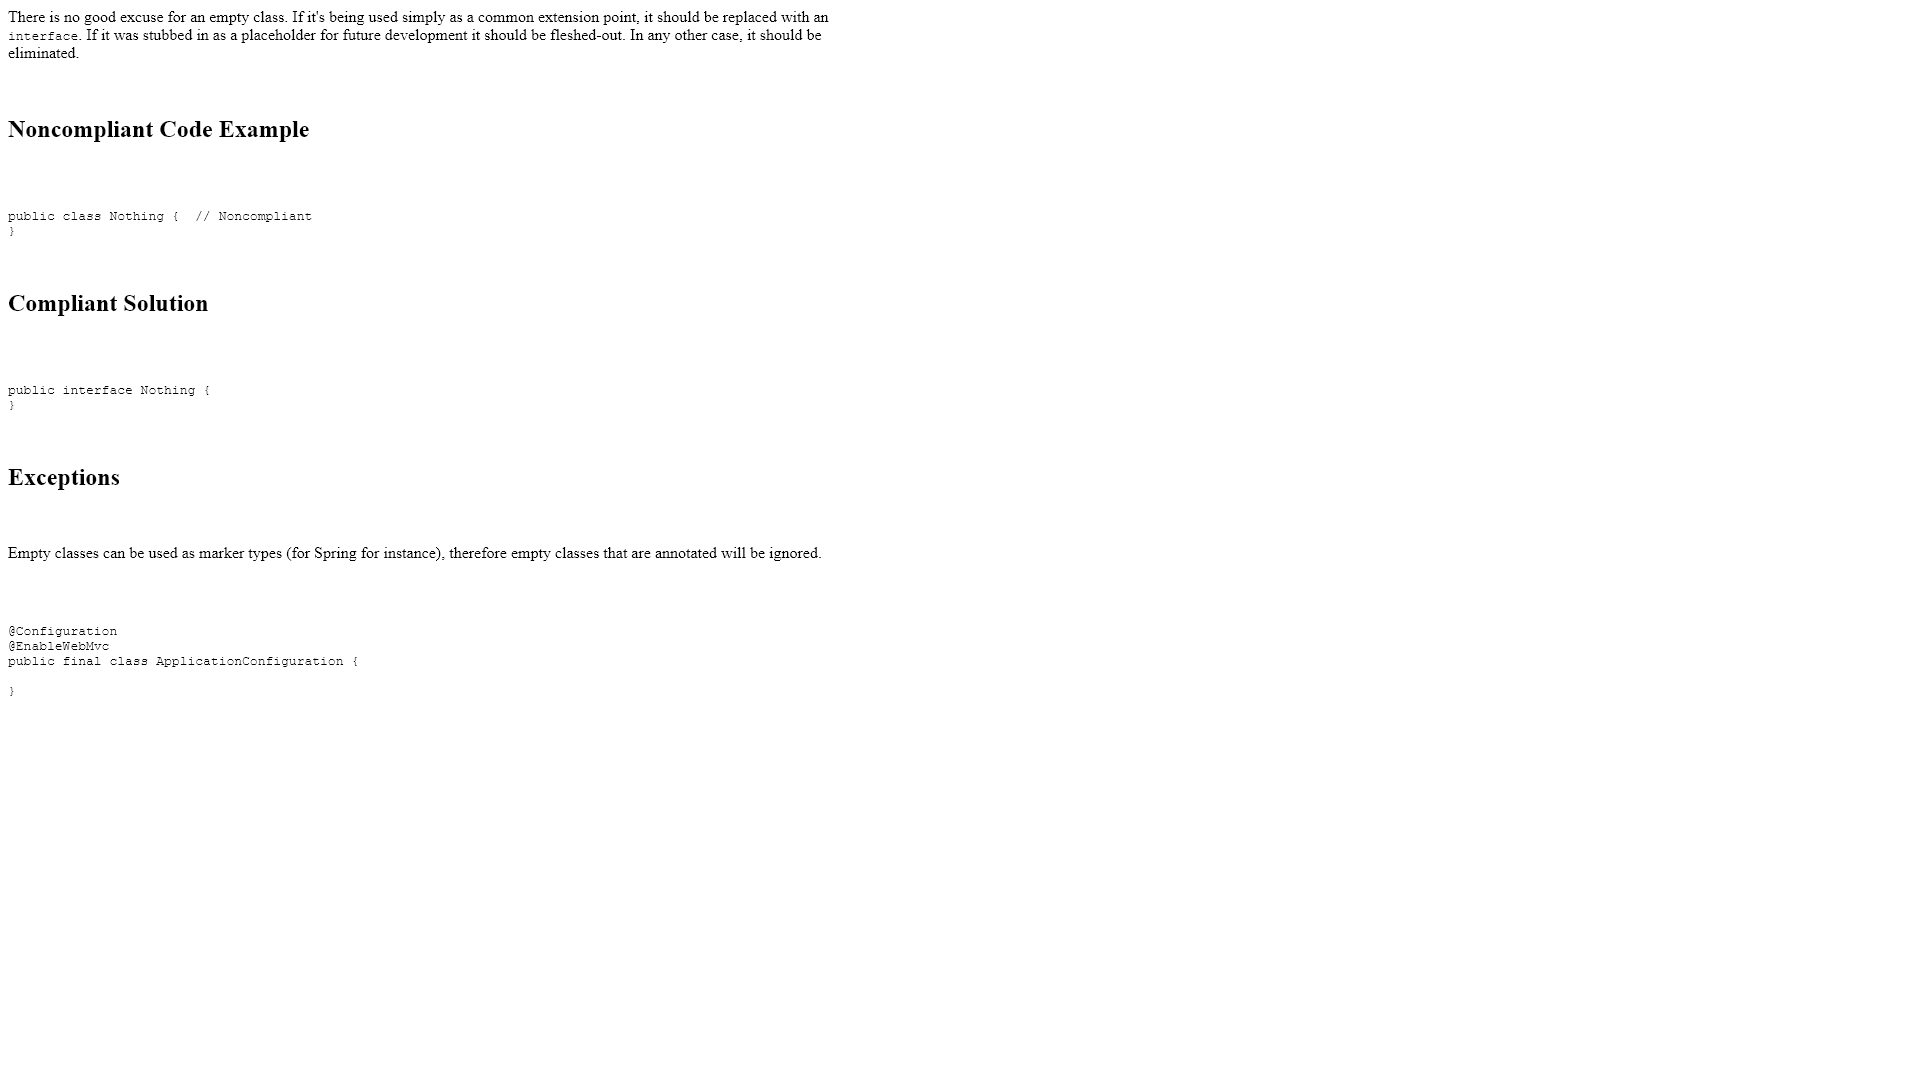 There is no good excuse for an empty class. If it's being used simply as a common extension point, it should be replaced with an
interface. If it was stubbed in as a placeholder for future development it should be fleshed-out. In any other case, it should be
eliminated.
Noncompliant Code Example
public class Nothing {  // Noncompliant
}
Compliant Solution
public interface Nothing {
}
Exceptions
Empty classes can be used as marker types (for Spring for instance), therefore empty classes that are annotated will be ignored.
@Configuration
@EnableWebMvc
public final class ApplicationConfiguration {
}